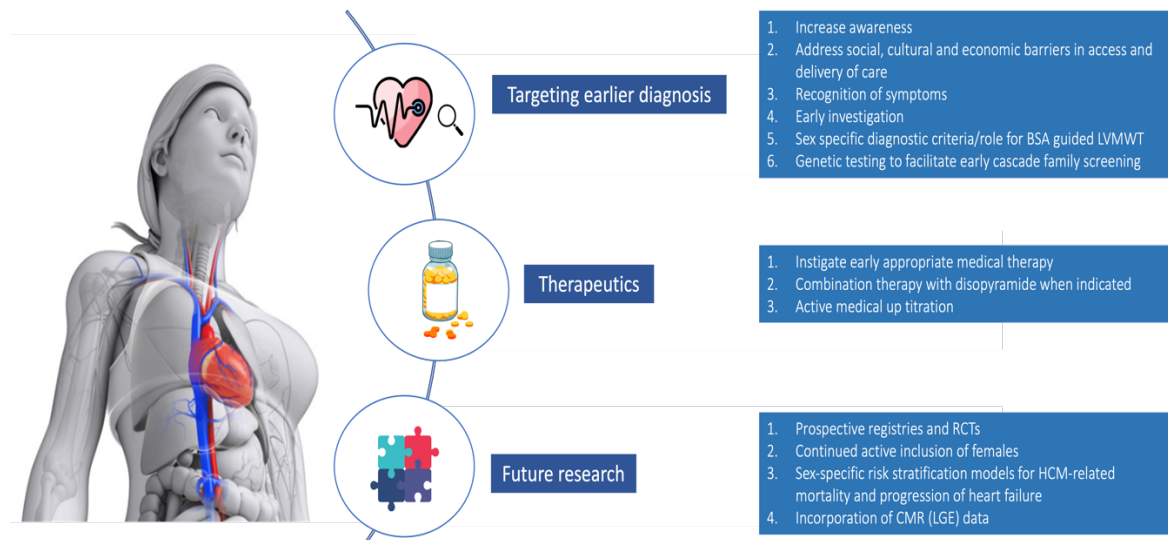 Targeting earlier diagnosis
1. Increase awareness
2. Address social, cultural and economic barriers in access and
delivery of care
3. Recognition of symptoms
4. Early investigation
5. Sex specific diagnostic criteria/role for BSA guided LVMWT
6. Genetic testing to facilitate early cascade family screening
Therapeutics
1. Instigate early appropriate medical therapy
2. Combination therapy with disopyramide when indicated
3. Active medical up titration
Future research
1. Prospective registries and RCTs
2. Continued active inclusion of females
3. Sex-specific risk stratification models for HCM-related
mortality and progression of heart failure
4. Incorporation of CMR (LGE) data